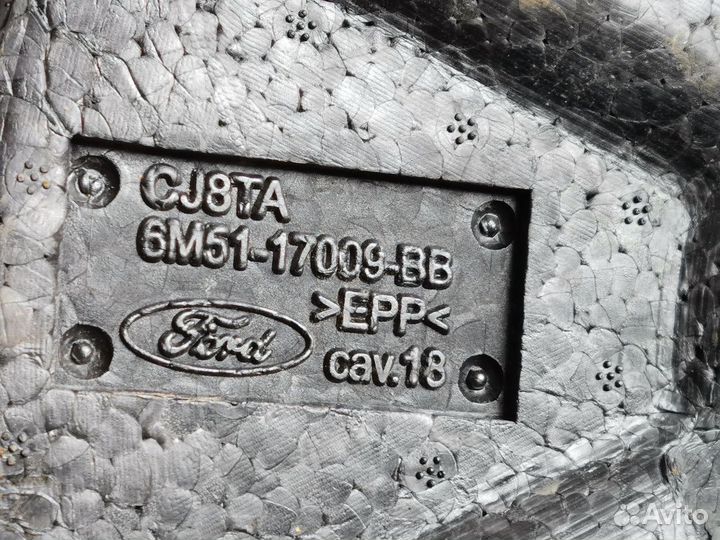 CJ8TA
6M51-17009-BB
>EPP<
Ford
cav.18
Avito